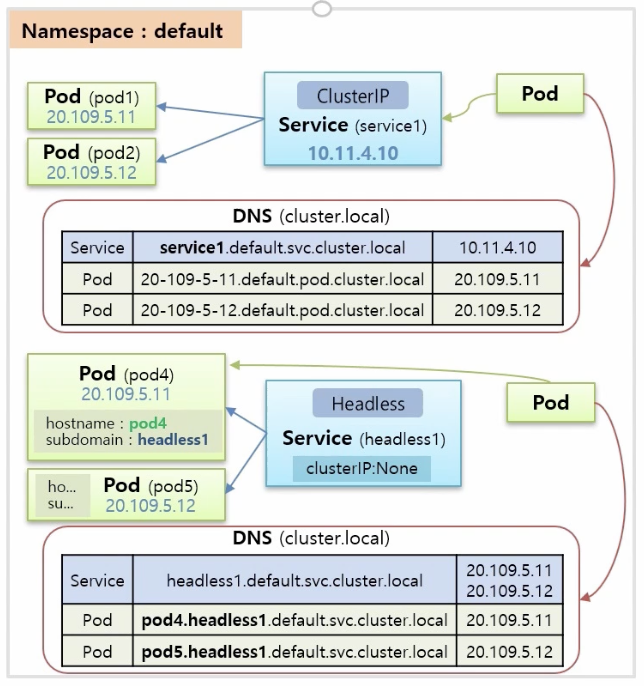 Namespace : default
Pod (pod1)
20.109.5.11
Pod (pod2)
20.109.5.12
ClusterIP
Service (service1)
10.11.4.10
Pod
DNS (cluster.local)
Service service1.default.svc.cluster.local 10.11.4.10
Pod 20-109-5-11.default.pod.cluster.local 20.109.5.11
Pod 20-109-5-12.default.pod.cluster.local 20.109.5.12
Pod (pod4)
20.109.5.11
hostname : pod4
subdomain : headless1
ho...
su...
Pod (pod5)
20.109.5.12
Headless
Service (headless1)
clusterIP:None
Pod
DNS (cluster.local)
Service headless1.default.svc.cluster.local 20.109.5.11
20.109.5.12
Pod pod4.headless1.default.svc.cluster.local 20.109.5.11
Pod pod5.headless1.default.svc.cluster.local 20.109.5.12